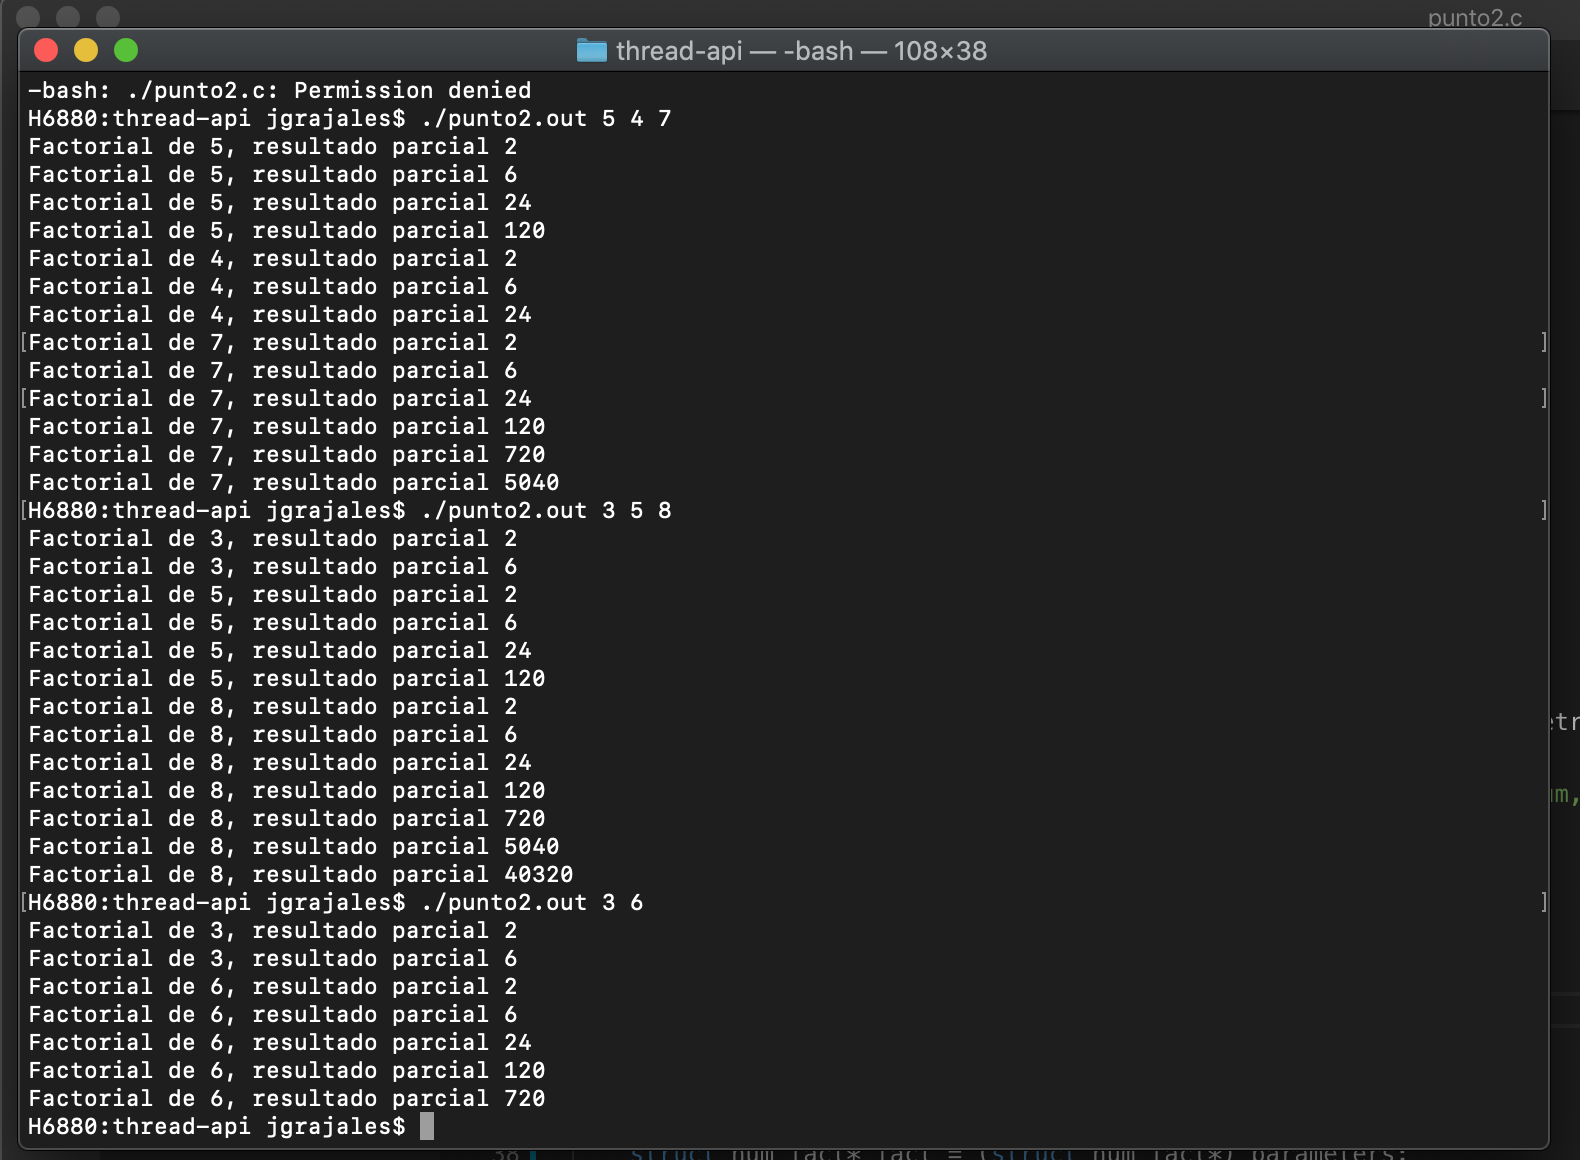 punto2.c
thread-api — -bash — 108×38
-bash: ./punto2.c: Permission denied
H6880:thread-api jgrajales$ ./punto2.out 5 4 7
Factorial de 5, resultado parcial 2
Factorial de 5, resultado parcial 6
Factorial de 5, resultado parcial 24
Factorial de 5, resultado parcial 120
Factorial de 4, resultado parcial 2
Factorial de 4, resultado parcial 6
Factorial de 4, resultado parcial 24
[Factorial de 7, resultado parcial 2 ]
Factorial de 7, resultado parcial 6
[Factorial de 7, resultado parcial 24 ]
Factorial de 7, resultado parcial 120
Factorial de 7, resultado parcial 720
Factorial de 7, resultado parcial 5040
[H6880:thread-api jgrajales$ ./punto2.out 3 5 8 ]
Factorial de 3, resultado parcial 2
Factorial de 3, resultado parcial 6
Factorial de 5, resultado parcial 2
Factorial de 5, resultado parcial 6
Factorial de 5, resultado parcial 24
Factorial de 5, resultado parcial 120
Factorial de 8, resultado parcial 2
Factorial de 8, resultado parcial 6
Factorial de 8, resultado parcial 24
Factorial de 8, resultado parcial 120
Factorial de 8, resultado parcial 720
Factorial de 8, resultado parcial 5040
Factorial de 8, resultado parcial 40320
[H6880:thread-api jgrajales$ ./punto2.out 3 6 ]
Factorial de 3, resultado parcial 2
Factorial de 3, resultado parcial 6
Factorial de 6, resultado parcial 2
Factorial de 6, resultado parcial 6
Factorial de 6, resultado parcial 24
Factorial de 6, resultado parcial 120
Factorial de 6, resultado parcial 720
H6880:thread-api jgrajales$
38 struct num_fact* fact = (struct num_fact*) parameters;